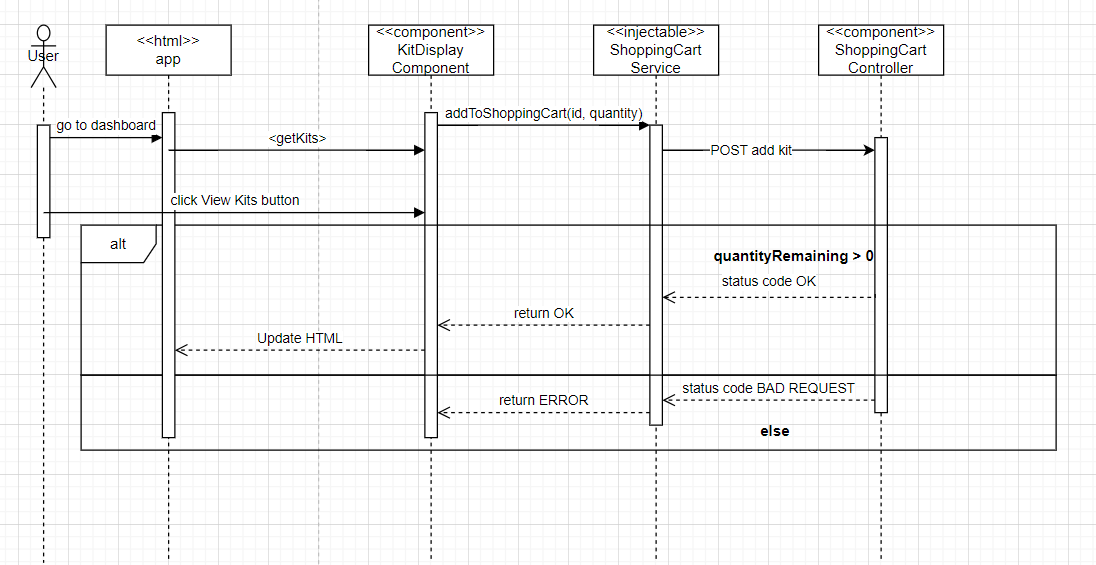 User
<<html>>
app
<<component>>
KitDisplay
Component
<<injectable>>
ShoppingCart
Service
<<component>>
ShoppingCart
Controller
addToShoppingCart(id, quantity)
go to dashboard
<getKits>
POST add kit
click View Kits button
alt
quantityRemaining > 0
status code OK
return OK
Update HTML
status code BAD REQUEST
return ERROR
else